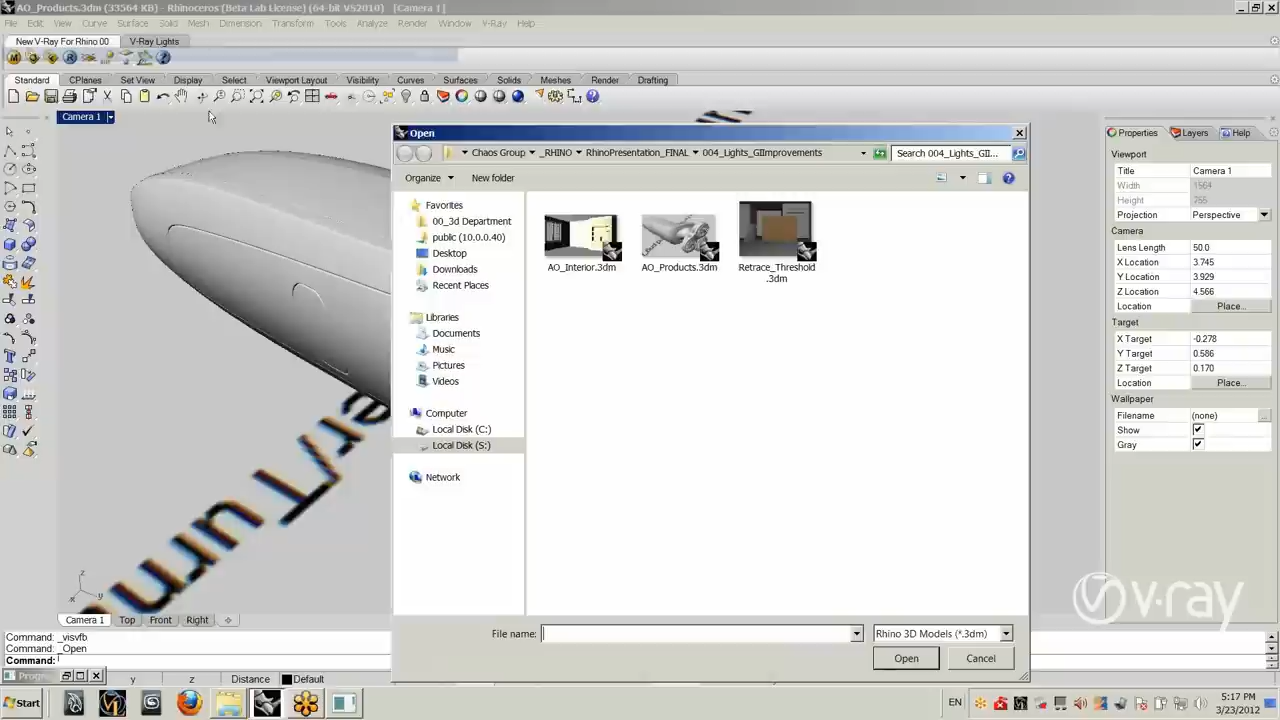 AO_Products.3dm (33564 KB) - Rhinoceros (Beta Lab License) (64-bit VS2010) - [Camera 1]
File Edit View Curve Surface Solid Mesh Dimension Transform Tools Analyze Render Window V-Ray Help
New V-Ray For Rhino 00 V-Ray Lights
Standard CPlanes Set View Display Select Viewport Layout Visibility Curves Surfaces Solids Meshes Render Drafting
Camera 1
Open
Chaos Group _RHINO RhinoPresentation_FINAL 004_Lights_GIImprovements
Search 004_Lights_GII...
Organize New folder
Favorites
00_3d Department
public (10.0.0.40)
Desktop
Downloads
Recent Places
Libraries
Documents
Music
Pictures
Videos
Computer
Local Disk (C:)
Local Disk (S:)
Network
AO_Interior.3dm
AO_Products.3dm
Retrace_Threshold
.3dm
File name:
Rhino 3D Models (*.3dm)
Open Cancel
Properties Layers Help
Viewport
Title Camera 1
Width 1564
Height 255
Projection Perspective
Camera
Lens Length 50.0
X Location 3.745
Y Location 3.929
Z Location 4.566
Location Place...
Target
X Target -0.278
Y Target 0.586
Z Target 0.170
Location Place...
Wallpaper
Filename (none) ...
Show
Gray
v·ray
z
x y
Camera 1 Top Front Right
Command: _visvfb
Command: _Open
Command:
Progr
y z Distance Default
Start
EN
5:17 PM
3/23/2012